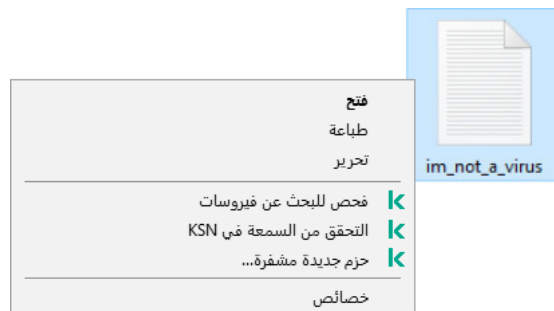 فتح
طباعة
تحرير
im_not_a_virus
فحص للبحث عن فيروسات
التحقق من السمعة في KSN
حزم جديدة مشفرة...
خصائص